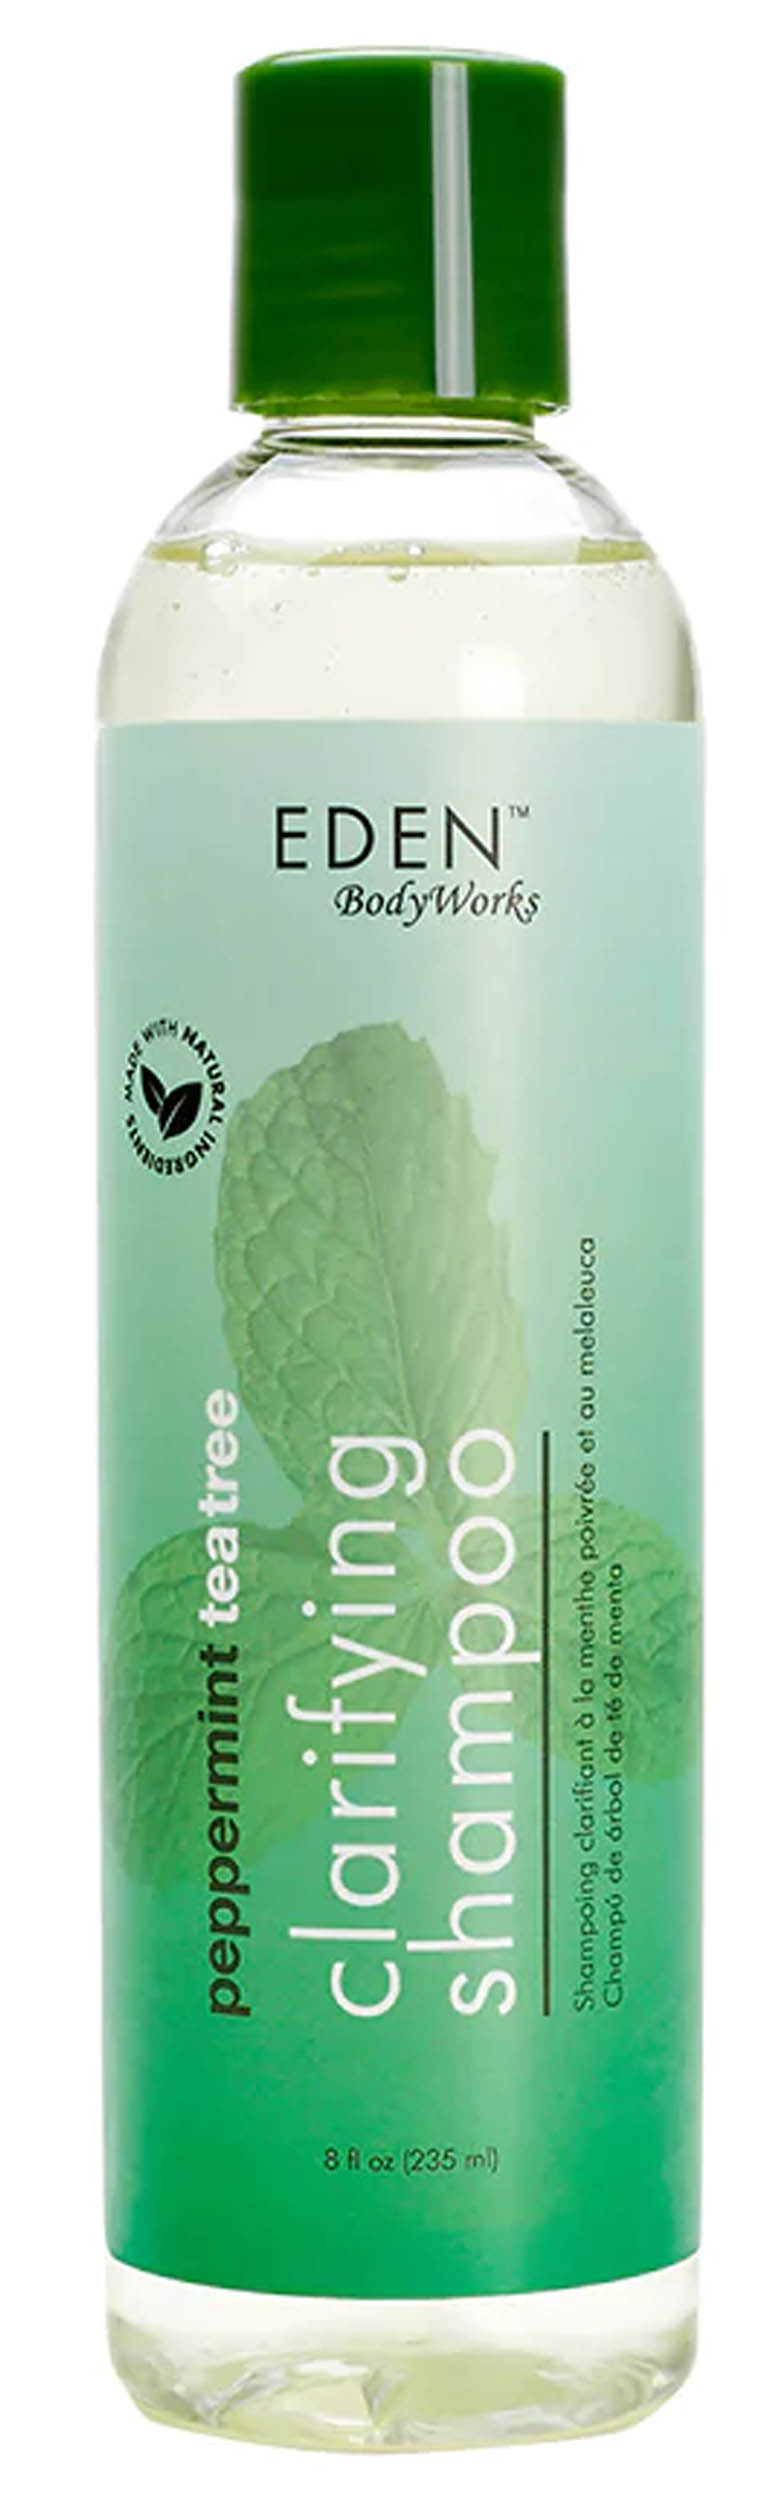 EDEN™
BodyWorks
MADE WITH NATURAL INGREDIENTS
peppermint teatree
clarifying
shampoo
Shampoing clarifiant à la menthe poivrée et au melaleuca
Champú de árbol de té de menta
8 fl oz (235 ml)